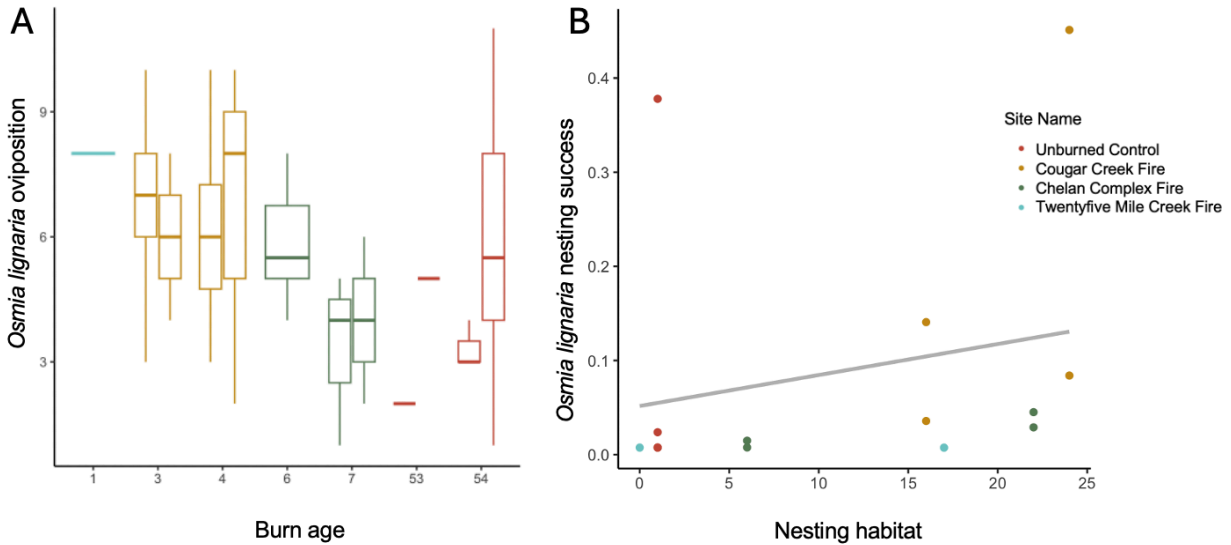 A
Osmia lignaria oviposition
9
6
3
1 3 4 6 7 53 54
Burn age
B
Osmia lignaria nesting success
0.4
0.3
0.2
0.1
0.0
0 5 10 15 20 25
Nesting habitat
Site Name
Unburned Control
Cougar Creek Fire
Chelan Complex Fire
Twentyfive Mile Creek Fire